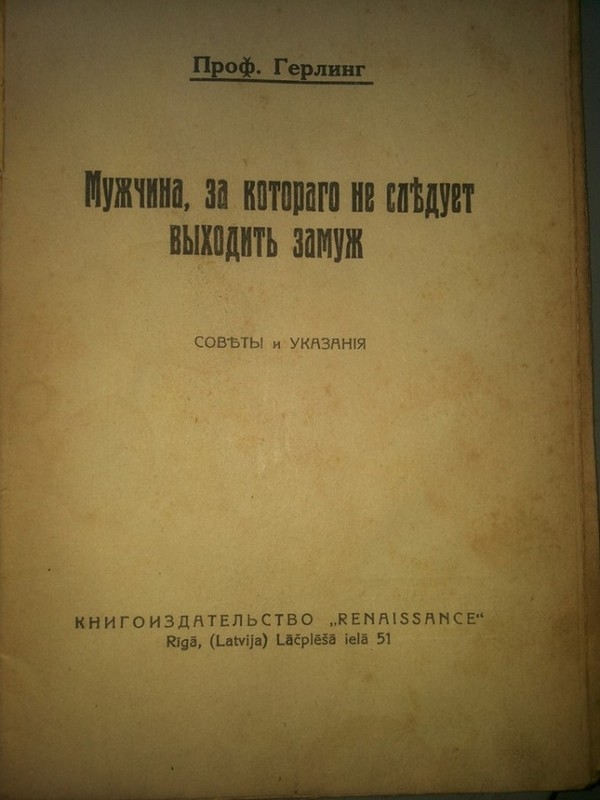 Проф. Герлинг
Мужчина, за котораго не слѣдует
выходить замуж
СОВѢТЫ и УКАЗАНІЯ
КНИГОИЗДАТЕЛЬСТВО „RENAISSANCE“
Rīgā, (Latvija) Lāčplēšā ielā 51